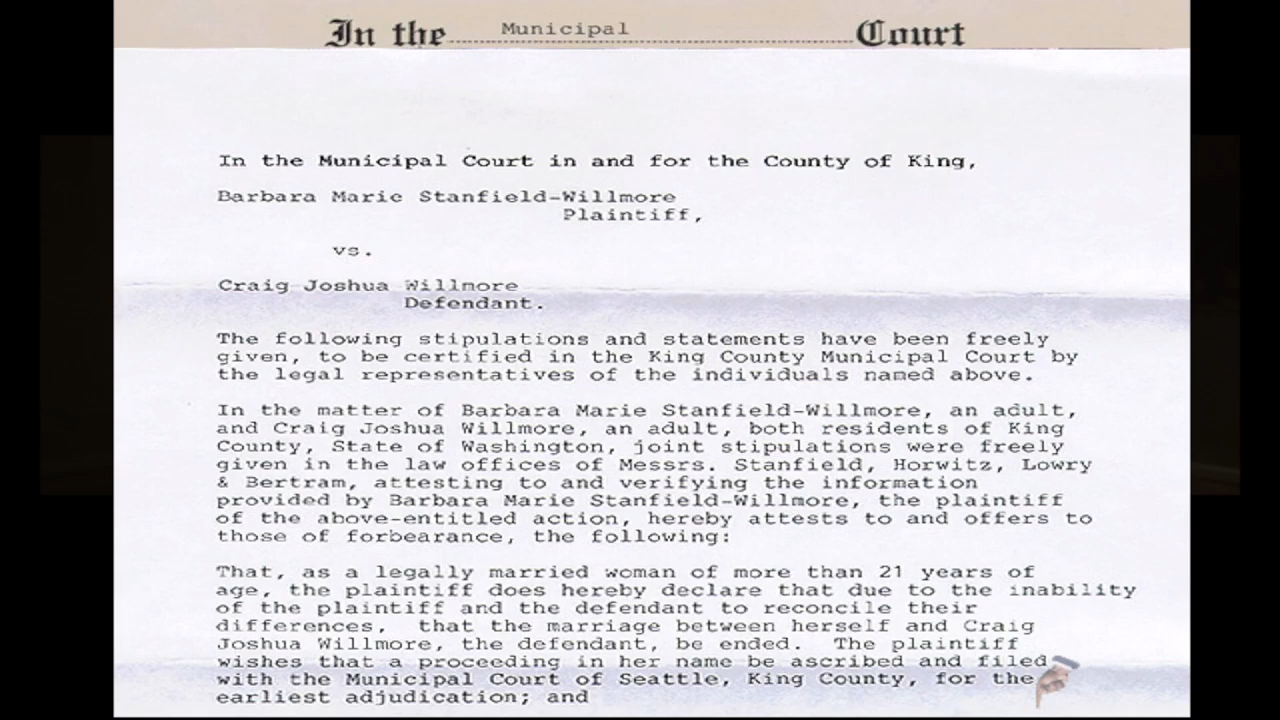 In the Municipal Court
In the Municipal Court in and for the County of King,
Barbara Marie Stanfield-Willmore
Plaintiff,
vs.
Craig Joshua Willmore
Defendant.
The following stipulations and statements have been freely
given, to be certified in the King County Municipal Court by
the legal representatives of the individuals named above.
In the matter of Barbara Marie Stanfield-Willmore, an adult,
and Craig Joshua Willmore, an adult, both residents of King
County, State of Washington, joint stipulations were freely
given in the law offices of Messrs. Stanfield, Horwitz, Lowry
& Bertram, attesting to and verifying the information
provided by Barbara Marie Stanfield-Willmore, the plaintiff
of the above-entitled action, hereby attests to and offers to
those of forbearance, the following:
That, as a legally married woman of more than 21 years of
age, the plaintiff does hereby declare that due to the inability
of the plaintiff and the defendant to reconcile their
differences,  that the marriage between herself and Craig
Joshua Willmore, the defendant, be ended.  The plaintiff
wishes that a proceeding in her name be ascribed and filed
with the Municipal Court of Seattle, King County, for the
earliest adjudication; and